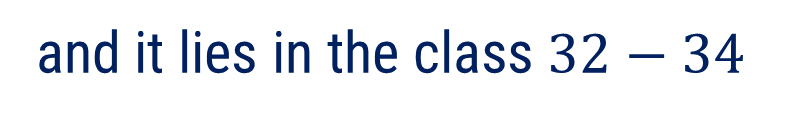 and it lies in the class 32 − 34